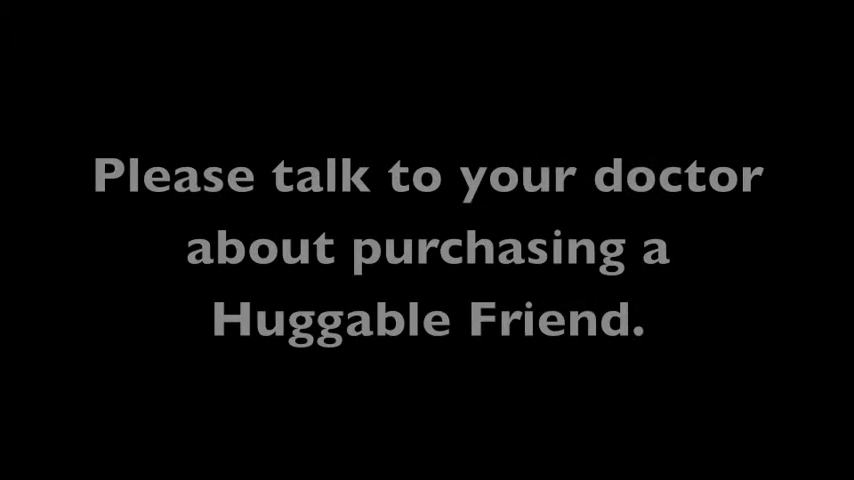 Please talk to your doctor
about purchasing a
Huggable Friend.